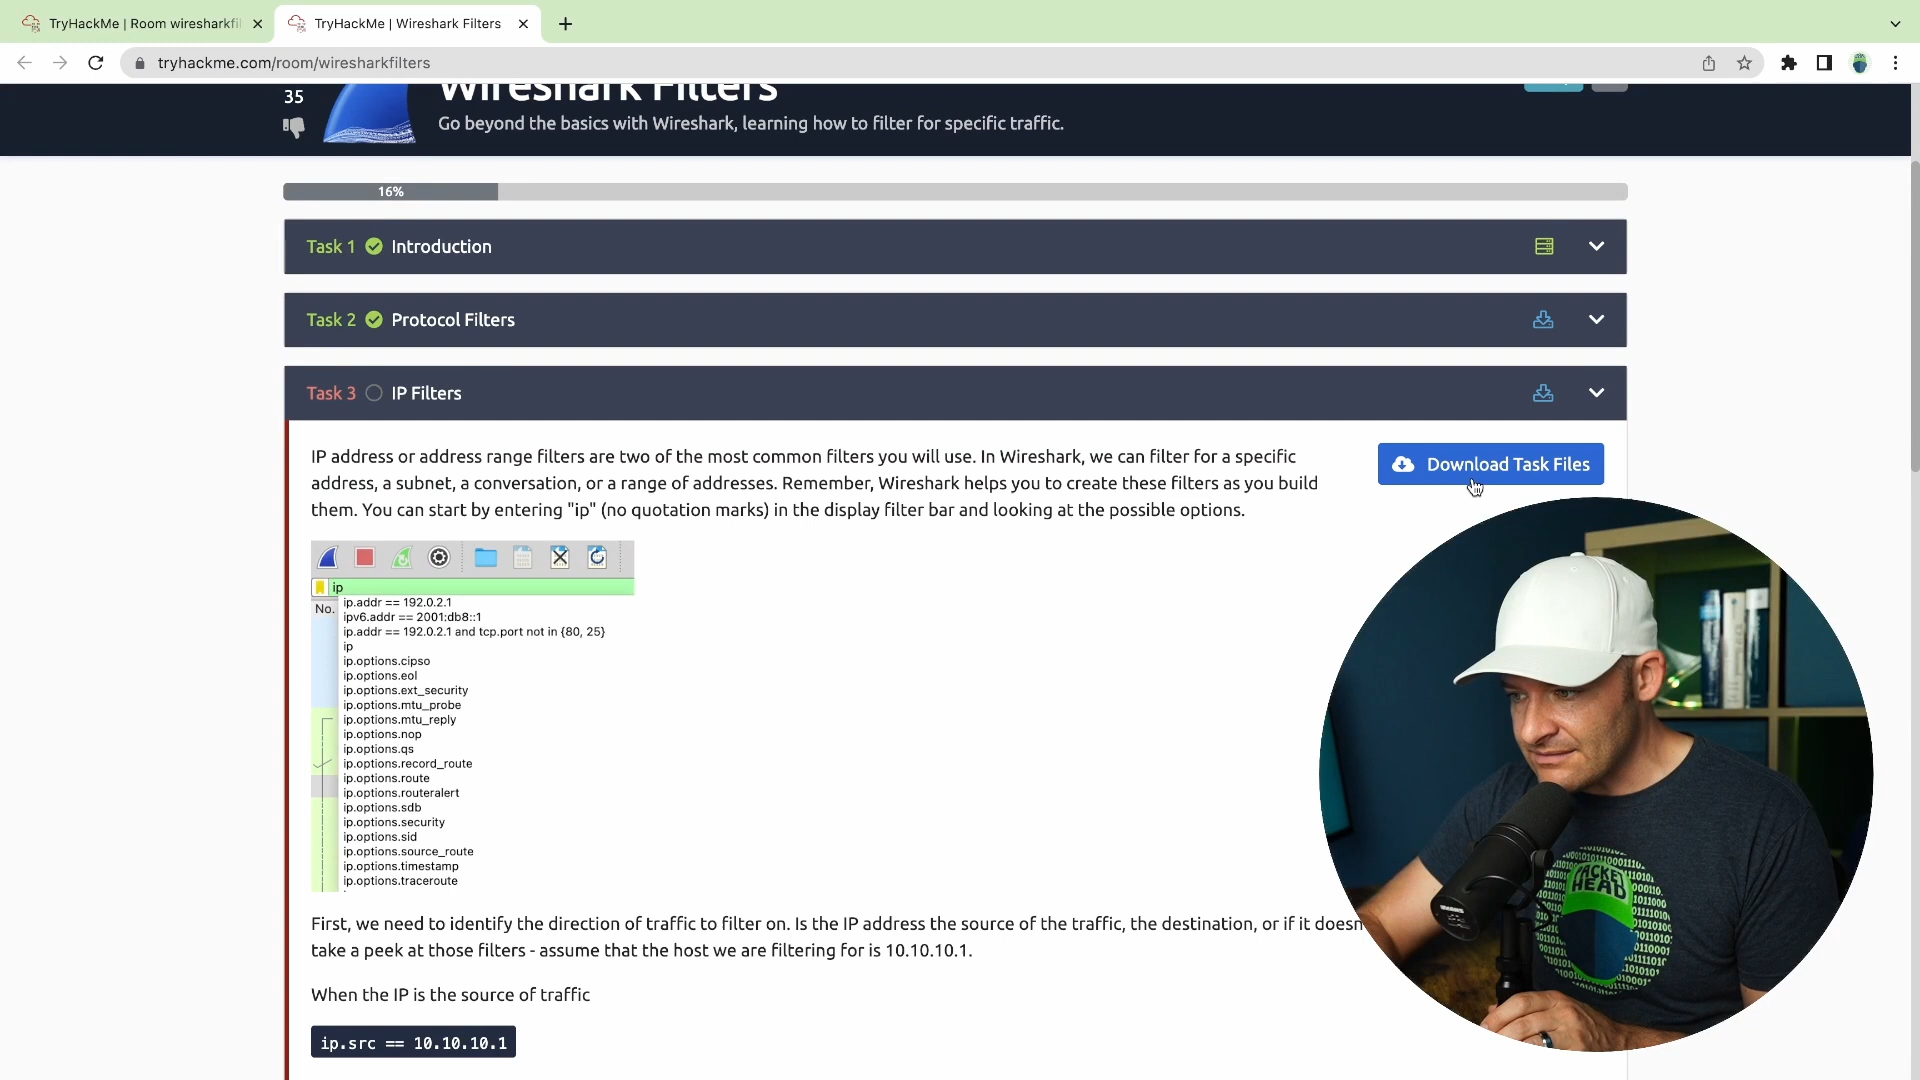 TryHackMe | Room wiresharkfil
TryHackMe | Wireshark Filters
tryhackme.com/room/wiresharkfilters
35
Wireshark Filters
Go beyond the basics with Wireshark, learning how to filter for specific traffic.
16%
Task 1 Introduction
Task 2 Protocol Filters
Task 3 IP Filters
IP address or address range filters are two of the most common filters you will use. In Wireshark, we can filter for a specific
address, a subnet, a conversation, or a range of addresses. Remember, Wireshark helps you to create these filters as you build
them. You can start by entering "ip" (no quotation marks) in the display filter bar and looking at the possible options.
Download Task Files
ip
No.
ip.addr == 192.0.2.1
ipv6.addr == 2001:db8::1
ip.addr == 192.0.2.1 and tcp.port not in {80, 25}
ip
ip.options.cipso
ip.options.eol
ip.options.ext_security
ip.options.mtu_probe
ip.options.mtu_reply
ip.options.nop
ip.options.qs
ip.options.record_route
ip.options.route
ip.options.routeralert
ip.options.sdb
ip.options.security
ip.options.sid
ip.options.source_route
ip.options.timestamp
ip.options.traceroute
First, we need to identify the direction of traffic to filter on. Is the IP address the source of the traffic, the destination, or if it doesn
take a peek at those filters - assume that the host we are filtering for is 10.10.10.1.
When the IP is the source of traffic
ip.src == 10.10.10.1
PACKET
HEAD